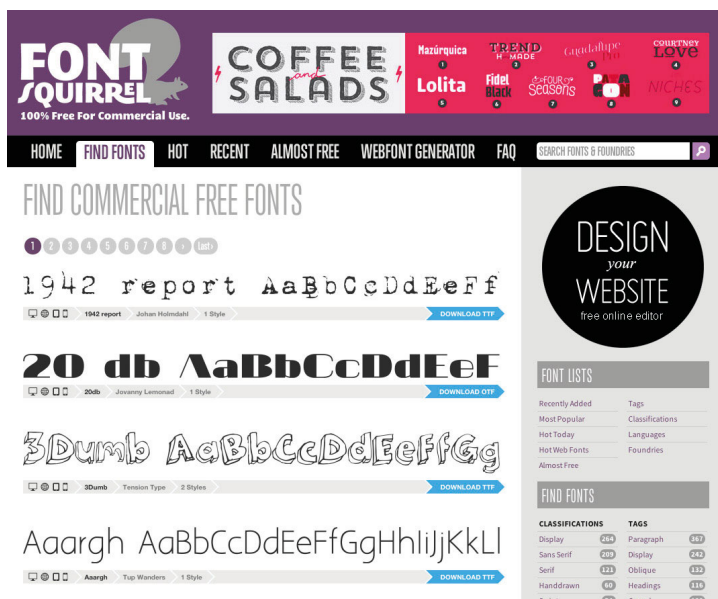 FONT
SQUIRREL
100% Free For Commercial Use.
COFFEE
and
SALADS
Mazúrquica
1
TREND
HANDMADE
2
Guadalupe
Pro
3
COURTNEY
LOVE
4
Lolita
5
Fidel
Black
6
FOUR
SEASONS
7
PATAGON
8
NICHES
9
HOME FIND FONTS HOT RECENT ALMOST FREE WEBFONT GENERATOR FAQ SEARCH FONTS & FOUNDRIES
FIND COMMERCIAL FREE FONTS
1 2 3 4 5 6 7 8 › Last ›
1942 report AaBbCcDdEeFf
1942 report Johan Holmdahl 1 Style DOWNLOAD TTF
20 db AaBbCcDdEeF
20db Jovanny Lemonad 1 Style DOWNLOAD OTF
3Dumb AaBbCcDdEeFfGg
3Dumb Tension Type 2 Styles DOWNLOAD TTF
Aaargh AaBbCcDdEeFfGgHhIiJjKkLl
Aaargh Tup Wanders 1 Style DOWNLOAD TTF
DESIGN
your
WEBSITE
free online editor
FONT LISTS
Recently Added Tags
Most Popular Classifications
Hot Today Languages
Hot Web Fonts Foundries
Almost Free
FIND FONTS
CLASSIFICATIONS TAGS
Display 264 Paragraph 367
Sans Serif 209 Display 242
Serif 121 Oblique 132
Handdrawn 60 Headings 116